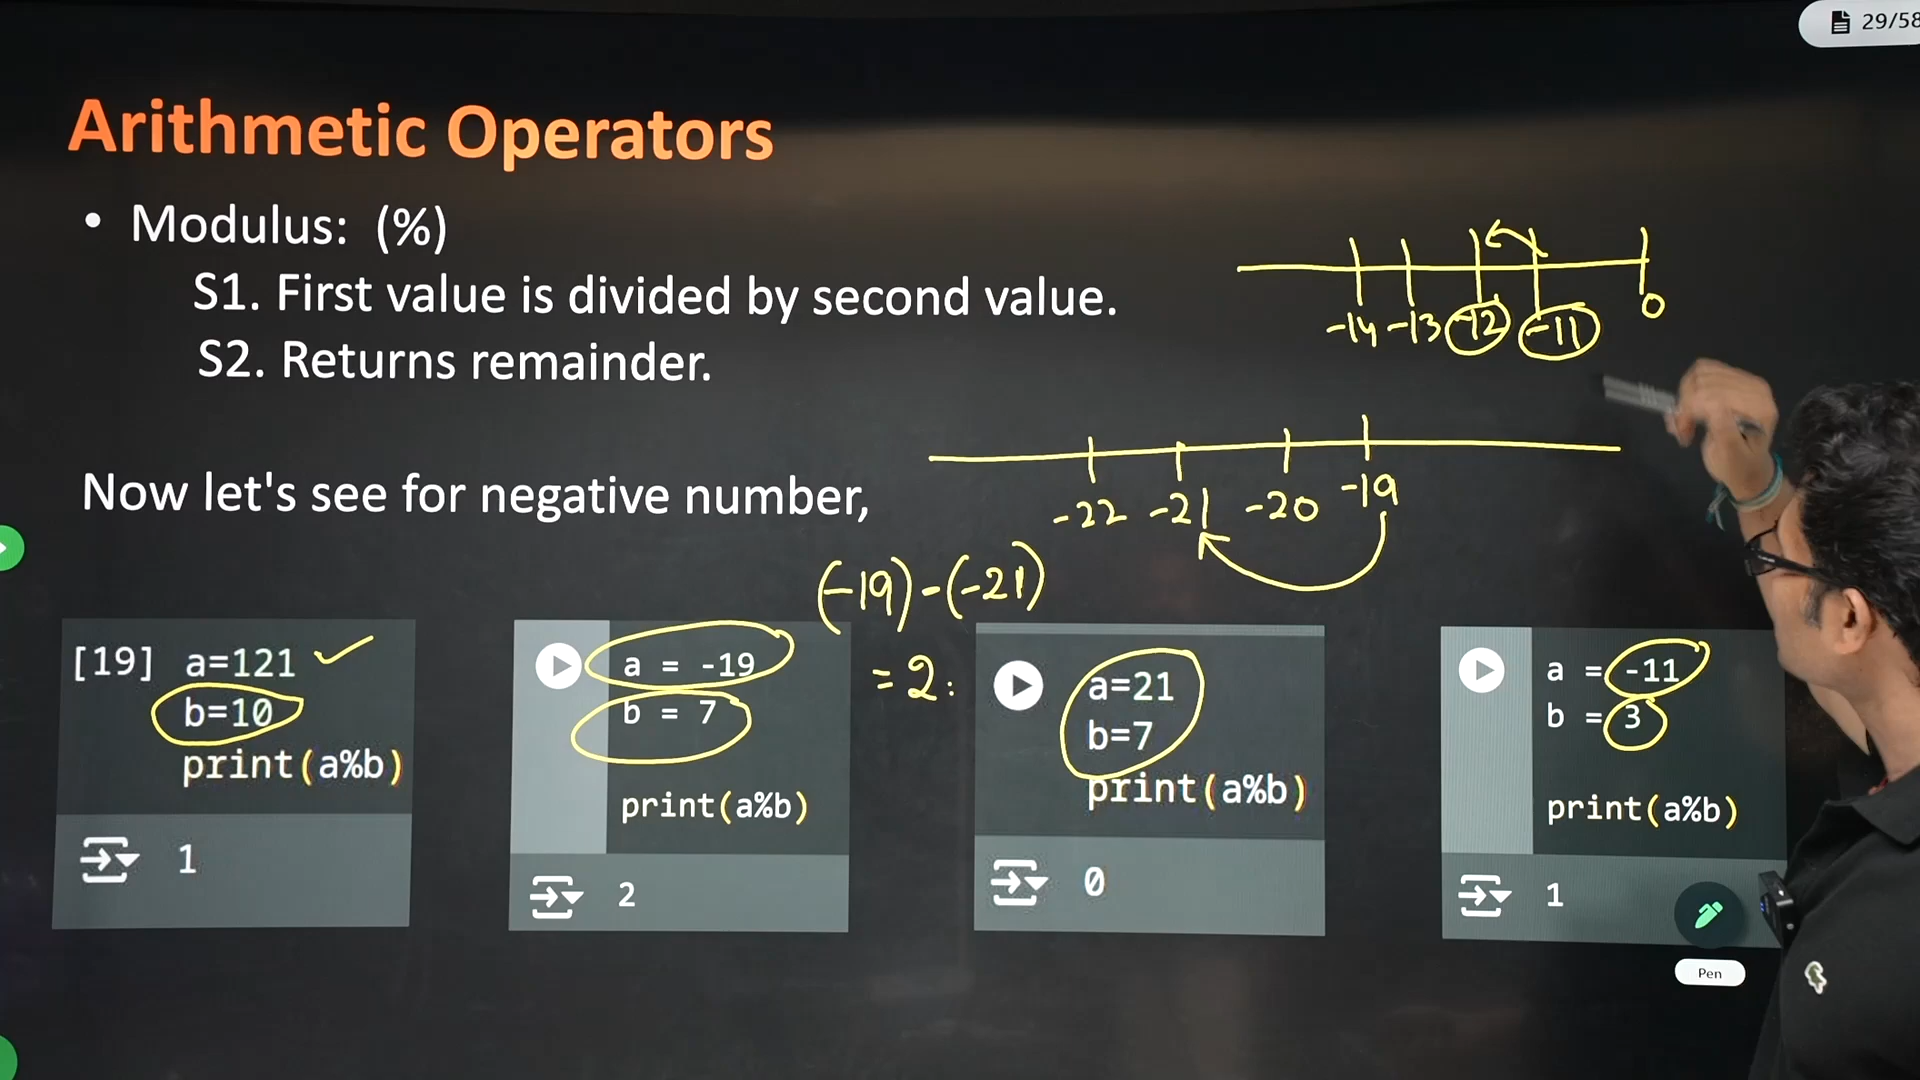 29/58
Arithmetic Operators
• Modulus: (%)
S1. First value is divided by second value.
S2. Returns remainder.
-14 -13 -12 -11 0
Now let's see for negative number,
-22 -21 -20 -19
(-19)-(-21)
= 2
[19] a=121
b=10
print(a%b)
1
a = -19
b = 7
print(a%b)
2
a=21
b=7
print(a%b)
0
a = -11
b = 3
print(a%b)
1
Pen